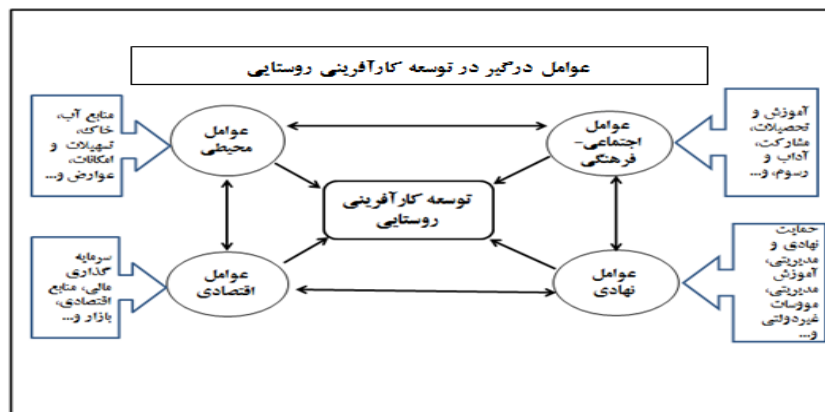 عوامل درگیر در توسعه کارآفرینی روستایی
آموزش و
تحصیلات،
مشارکت،
آداب و
رسوم، و...
عوامل
اجتماعی-
فرهنگی
عوامل
محیطی
منابع آب،
خاک،
تسهیلات و
امکانات،
عوارض و...
توسعه کارآفرینی
روستایی
حمایت
نهادی و
مدیریتی،
آموزش
مدیریتی،
موسات
غیردولتی
و...
عوامل
نهادی
عوامل
اقتصادی
سرمایه
گذاری
مالی، منابع
اقتصادی،
بازار و...